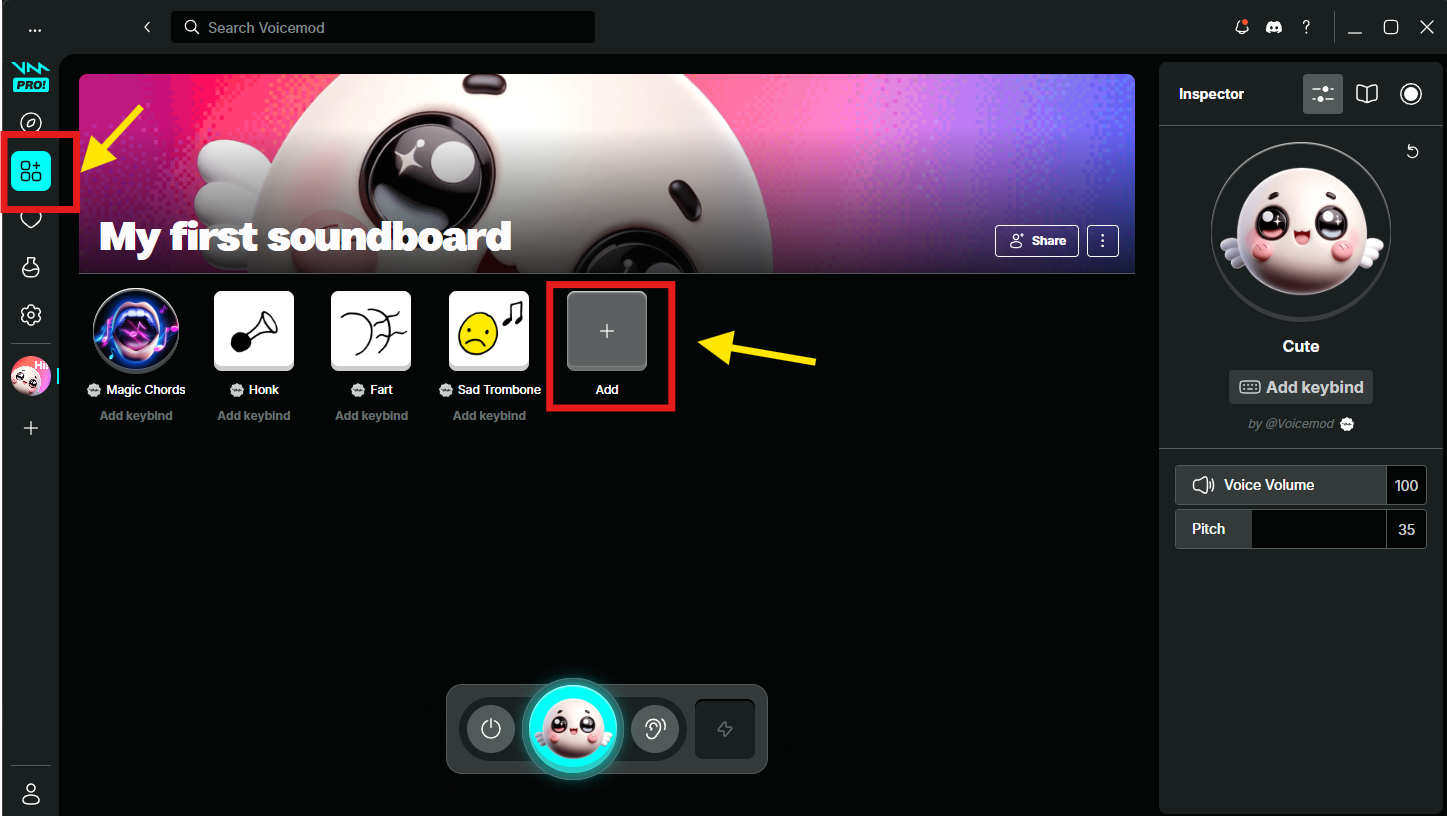 ...
Search Voicemod
?
PRO!
My first soundboard
Share
Magic Chords
Honk
Fart
Sad Trombone
Add
Add keybind
Add keybind
Add keybind
Add keybind
Inspector
Cute
Add keybind
by @Voicemod
Voice Volume 100
Pitch 35